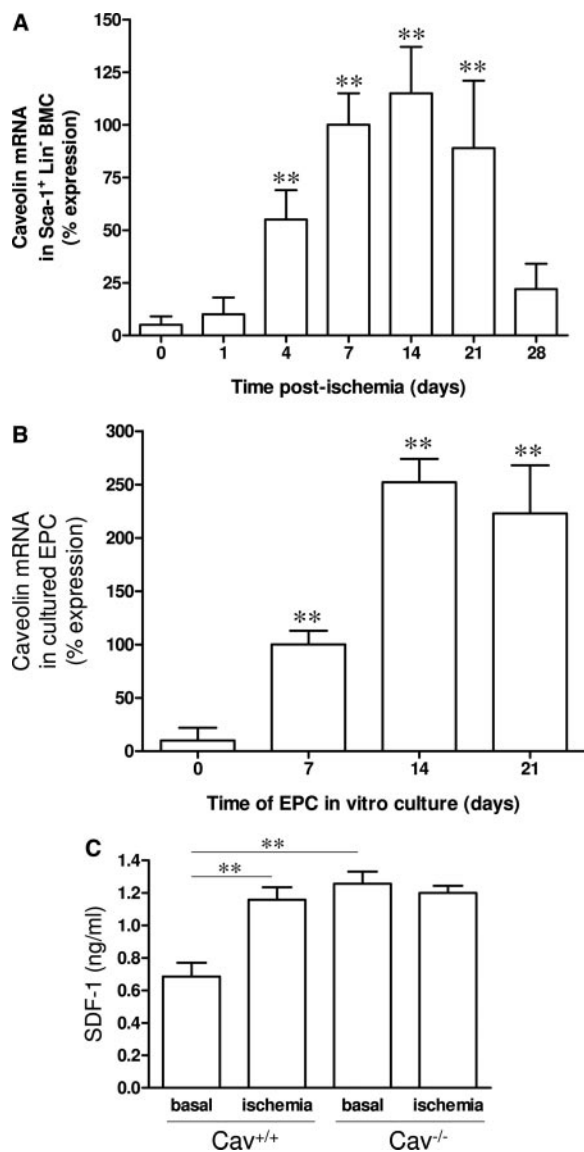 A
Caveolin mRNA
in Sca-1+ Lin- BMC
(% expression)
150
125
100
75
50
25
0
**
**
**
**
0 1 4 7 14 21 28
Time post-ischemia (days)
B
Caveolin mRNA
in cultured EPC
(% expression)
300
250
200
150
100
50
0
**
**
**
0 7 14 21
Time of EPC in vitro culture (days)
C
SDF-1 (ng/ml)
1.4
1.2
1.0
0.8
0.6
0.4
0.2
0.0
**
**
basal ischemia basal ischemia
Cav+/+ Cav-/-